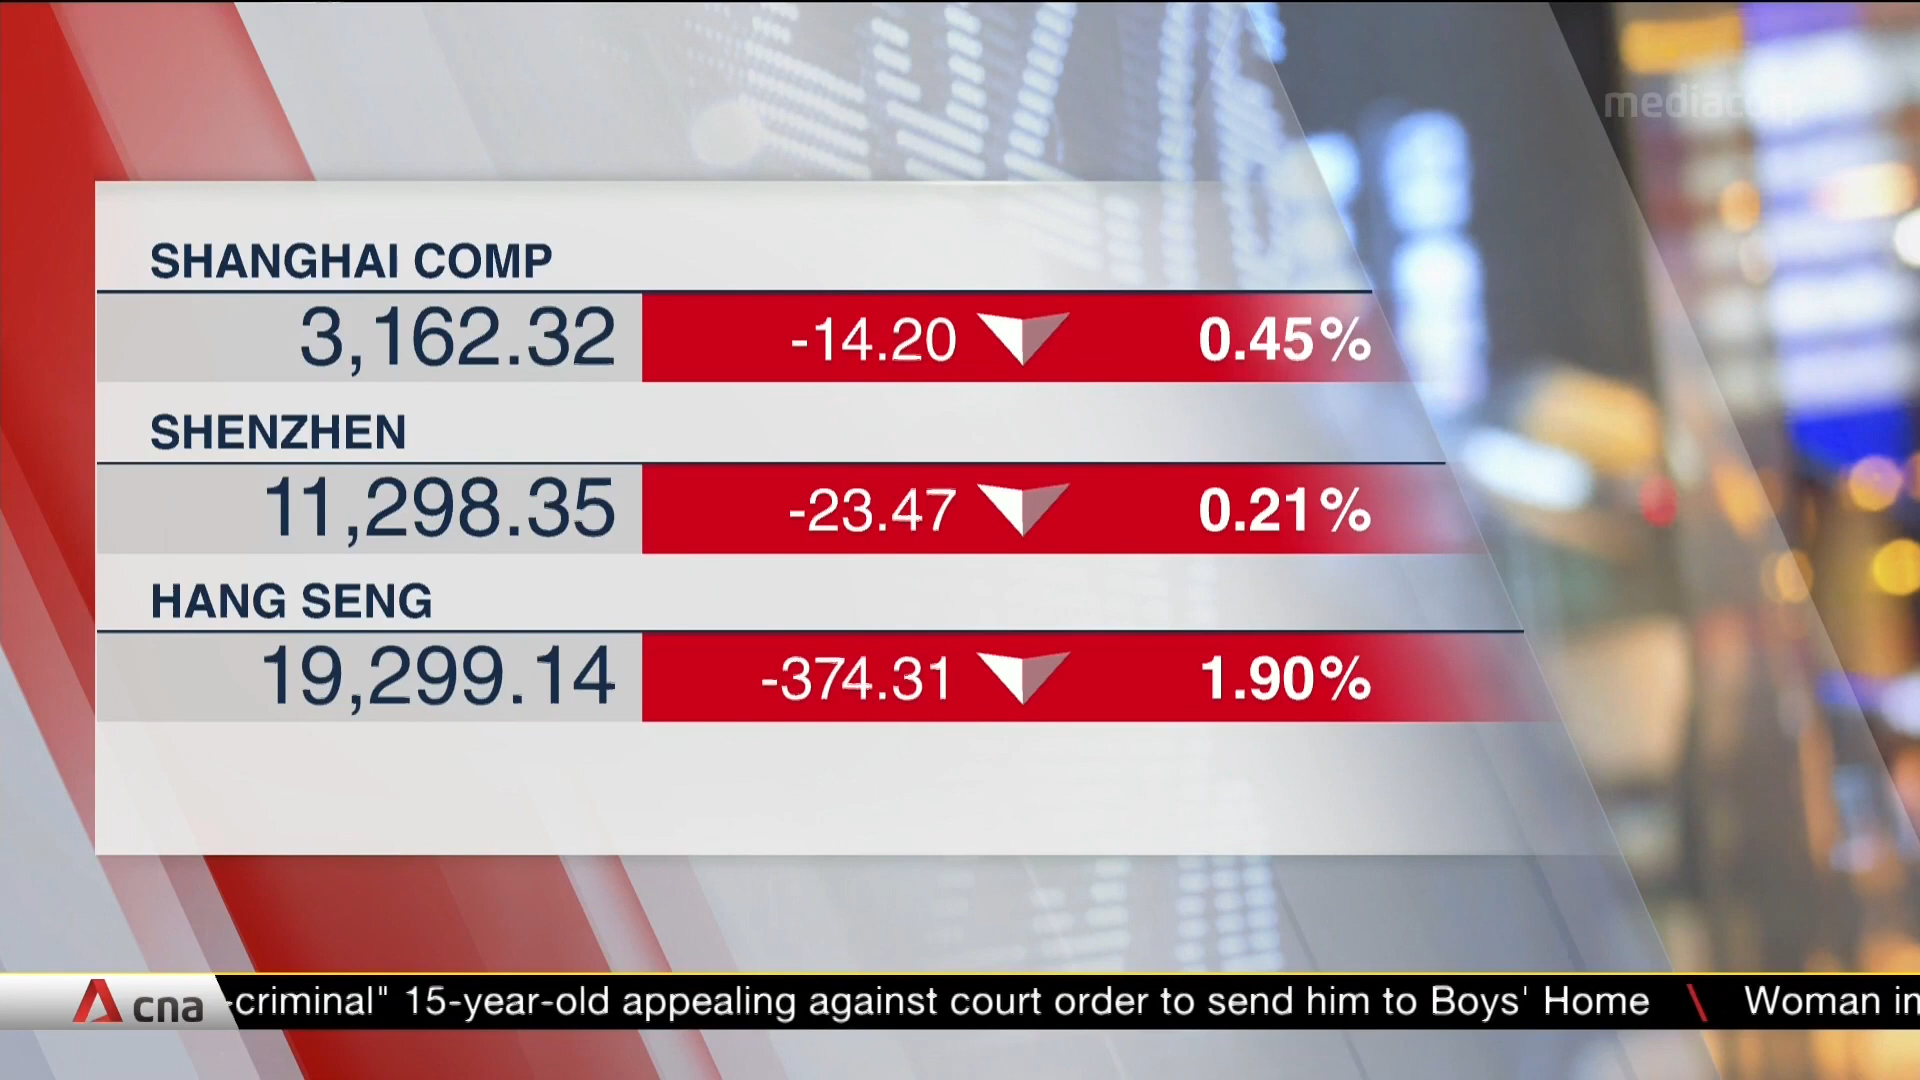 mediacorp
SHANGHAI COMP
3,162.32 -14.20 0.45%
SHENZHEN
11,298.35 -23.47 0.21%
HANG SENG
19,299.14 -374.31 1.90%
cna -criminal" 15-year-old appealing against court order to send him to Boys' Home \ Woman in